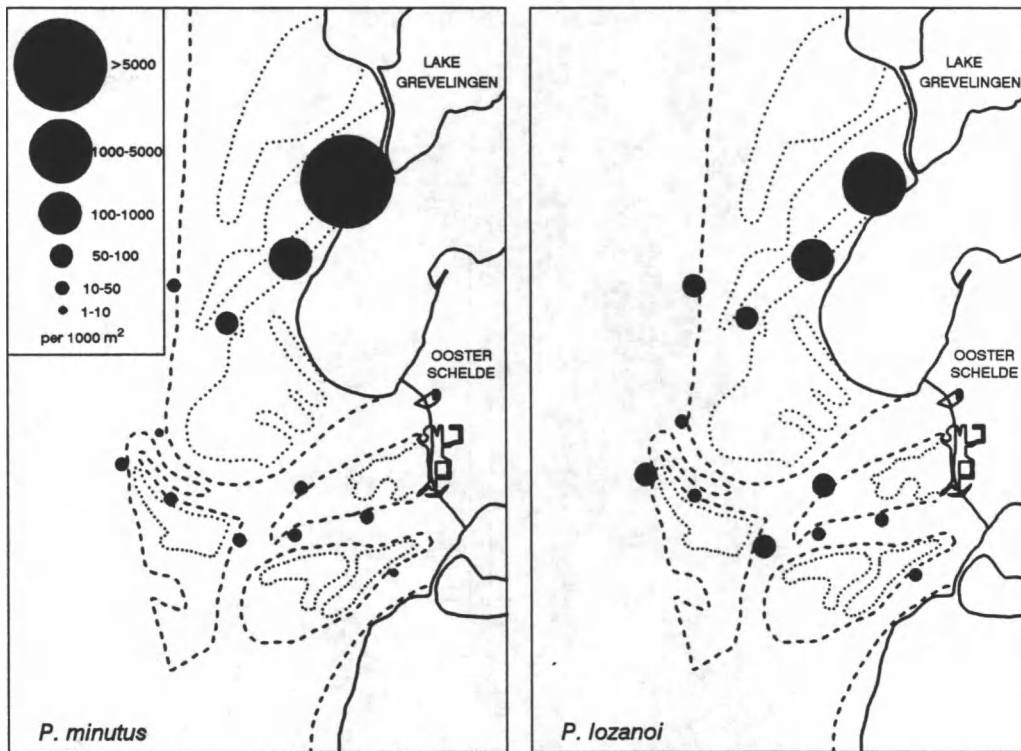 >5000
1000-5000
100-1000
50-100
10-50
1-10
per 1000 m²
LAKE
GREVELINGEN
OOSTER
SCHELDE
P. minutus
LAKE
GREVELINGEN
OOSTER
SCHELDE
P. lozanoi